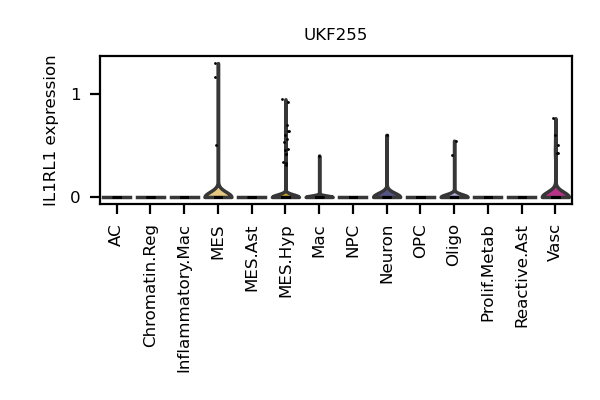 UKF255
IL1RL1 expression
1
0
AC
Chromatin.Reg
Inflammatory.Mac
MES
MES.Ast
MES.Hyp
Mac
NPC
Neuron
OPC
Oligo
Prolif.Metab
Reactive.Ast
Vasc